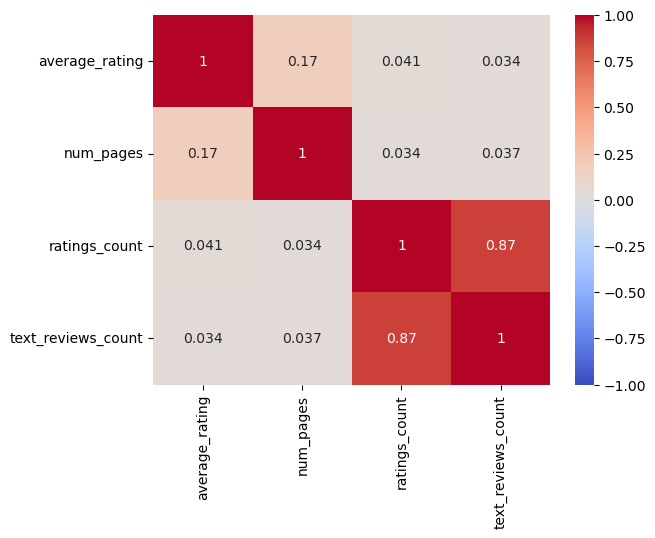 average_rating 1 0.17 0.041 0.034
num_pages 0.17 1 0.034 0.037
ratings_count 0.041 0.034 1 0.87
text_reviews_count 0.034 0.037 0.87 1
average_rating
num_pages
ratings_count
text_reviews_count
1.00
0.75
0.50
0.25
0.00
−0.25
−0.50
−0.75
−1.00